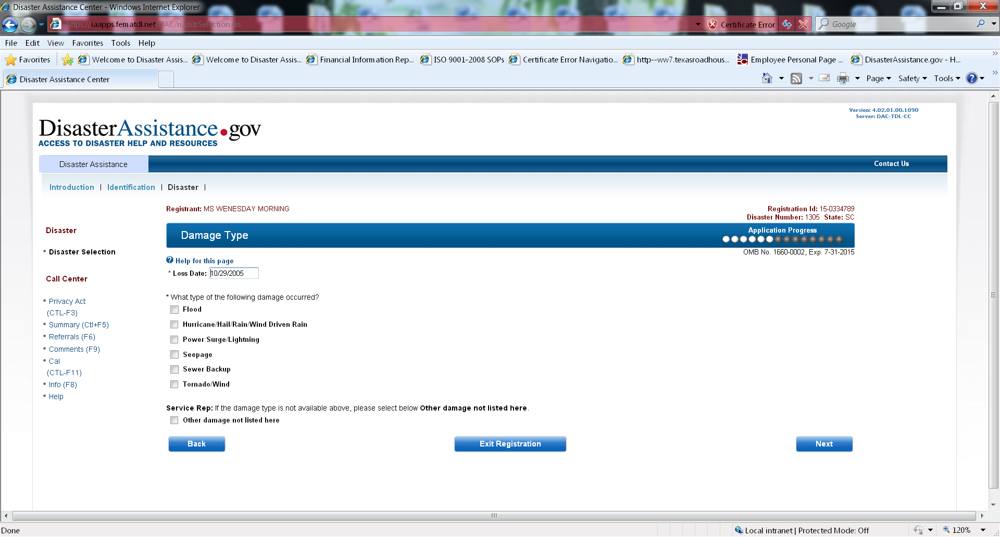 Disaster Assistance Center - Windows Internet Explorer
https://iaapps.fematdl.net/DAC/ri/dstrSelection.do
Certificate Error
Google
File Edit View Favorites Tools Help
Favorites
Welcome to Disaster Assis...
Welcome to Disaster Assis...
Financial Information Rep...
ISO 9001-2008 SOPs
Certificate Error Navigatio...
http--ww7.texasroadhous...
Employee Personal Page ...
DisasterAssistance.gov - H...
Disaster Assistance Center
Page Safety Tools
Version: 4.02.01.00.1090
Server: DAC-TDL-CC
DisasterAssistance.gov
ACCESS TO DISASTER HELP AND RESOURCES
Disaster Assistance
Contact Us
Introduction | Identification | Disaster |
Registrant: MS WENESDAY MORNING
Registration Id: 15-0334789
Disaster Number: 1305 State: SC
Disaster
Disaster Selection
Call Center
Privacy Act
(CTL-F3)
Summary (Ctl+F5)
Referrals (F6)
Comments (F9)
Cal
(CTL-F11)
Info (F8)
Help
Damage Type
Application Progress
OMB No. 1660-0002, Exp. 7-31-2015
Help for this page
* Loss Date: 10/29/2005
* What type of the following damage occurred?
Flood
Hurricane/Hail/Rain/Wind Driven Rain
Power Surge/Lightning
Seepage
Sewer Backup
Tornado/Wind
Service Rep: If the damage type is not available above, please select below Other damage not listed here.
Other damage not listed here
Back
Exit Registration
Next
Done
Local intranet | Protected Mode: Off
120%